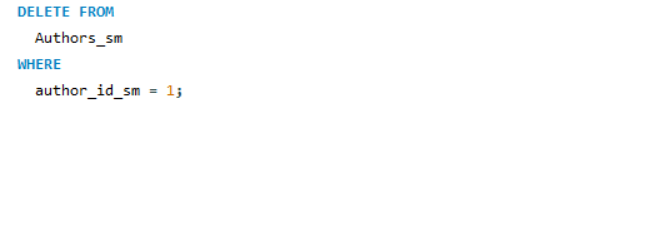 DELETE FROM
Authors_sm
WHERE
author_id_sm = 1;